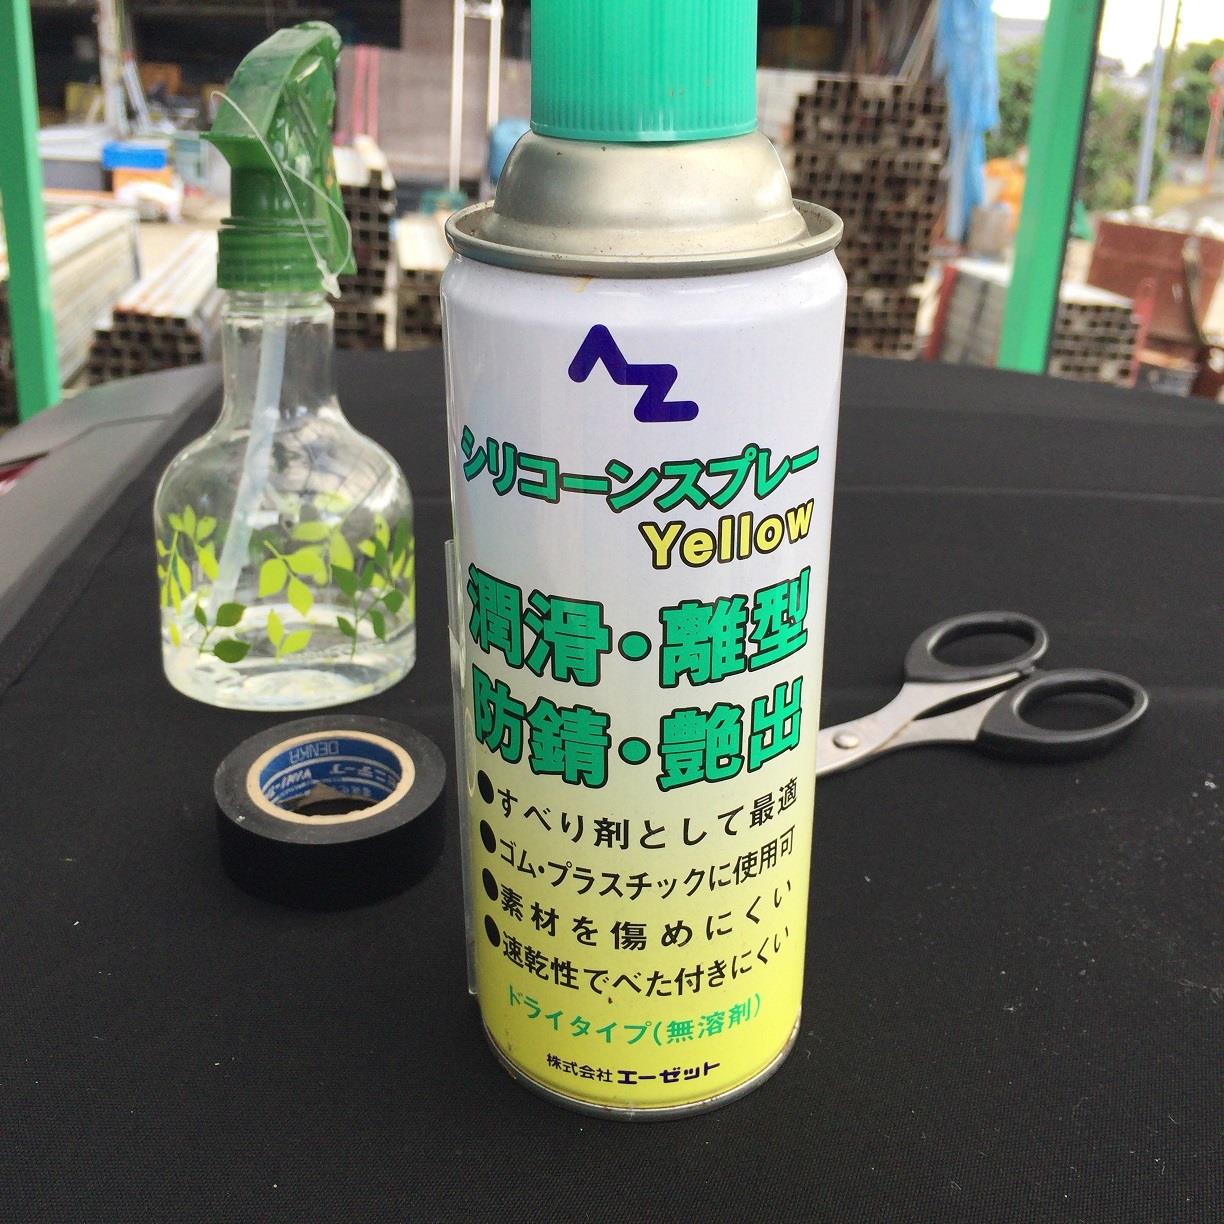 AZ
シリコーンスプレー
Yellow
潤滑・離型
防錆・艶出
●すべり剤として最適
●ゴム・プラスチックに使用可
●素材を傷めにくい
●速乾性でべた付きにくい
ドライタイプ(無溶剤)
株式会社エーゼット
DENKA